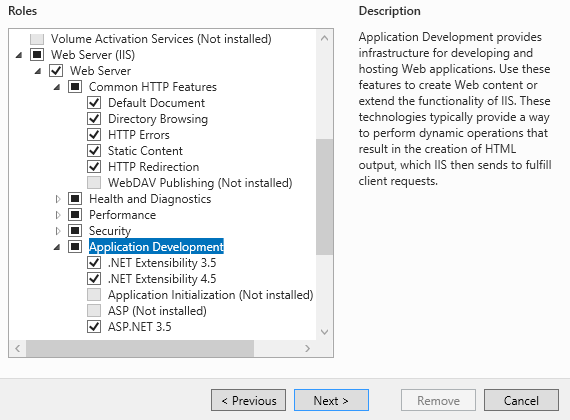 Roles
Description
Volume Activation Services (Not installed)
Web Server (IIS)
Web Server
Common HTTP Features
Default Document
Directory Browsing
HTTP Errors
Static Content
HTTP Redirection
WebDAV Publishing (Not installed)
Health and Diagnostics
Performance
Security
Application Development
.NET Extensibility 3.5
.NET Extensibility 4.5
Application Initialization (Not installed)
ASP (Not installed)
ASP.NET 3.5
Application Development provides
infrastructure for developing and
hosting Web applications. Use these
features to create Web content or
extend the functionality of IIS. These
technologies typically provide a way
to perform dynamic operations that
result in the creation of HTML
output, which IIS then sends to fulfill
client requests.
< Previous
Next >
Remove
Cancel